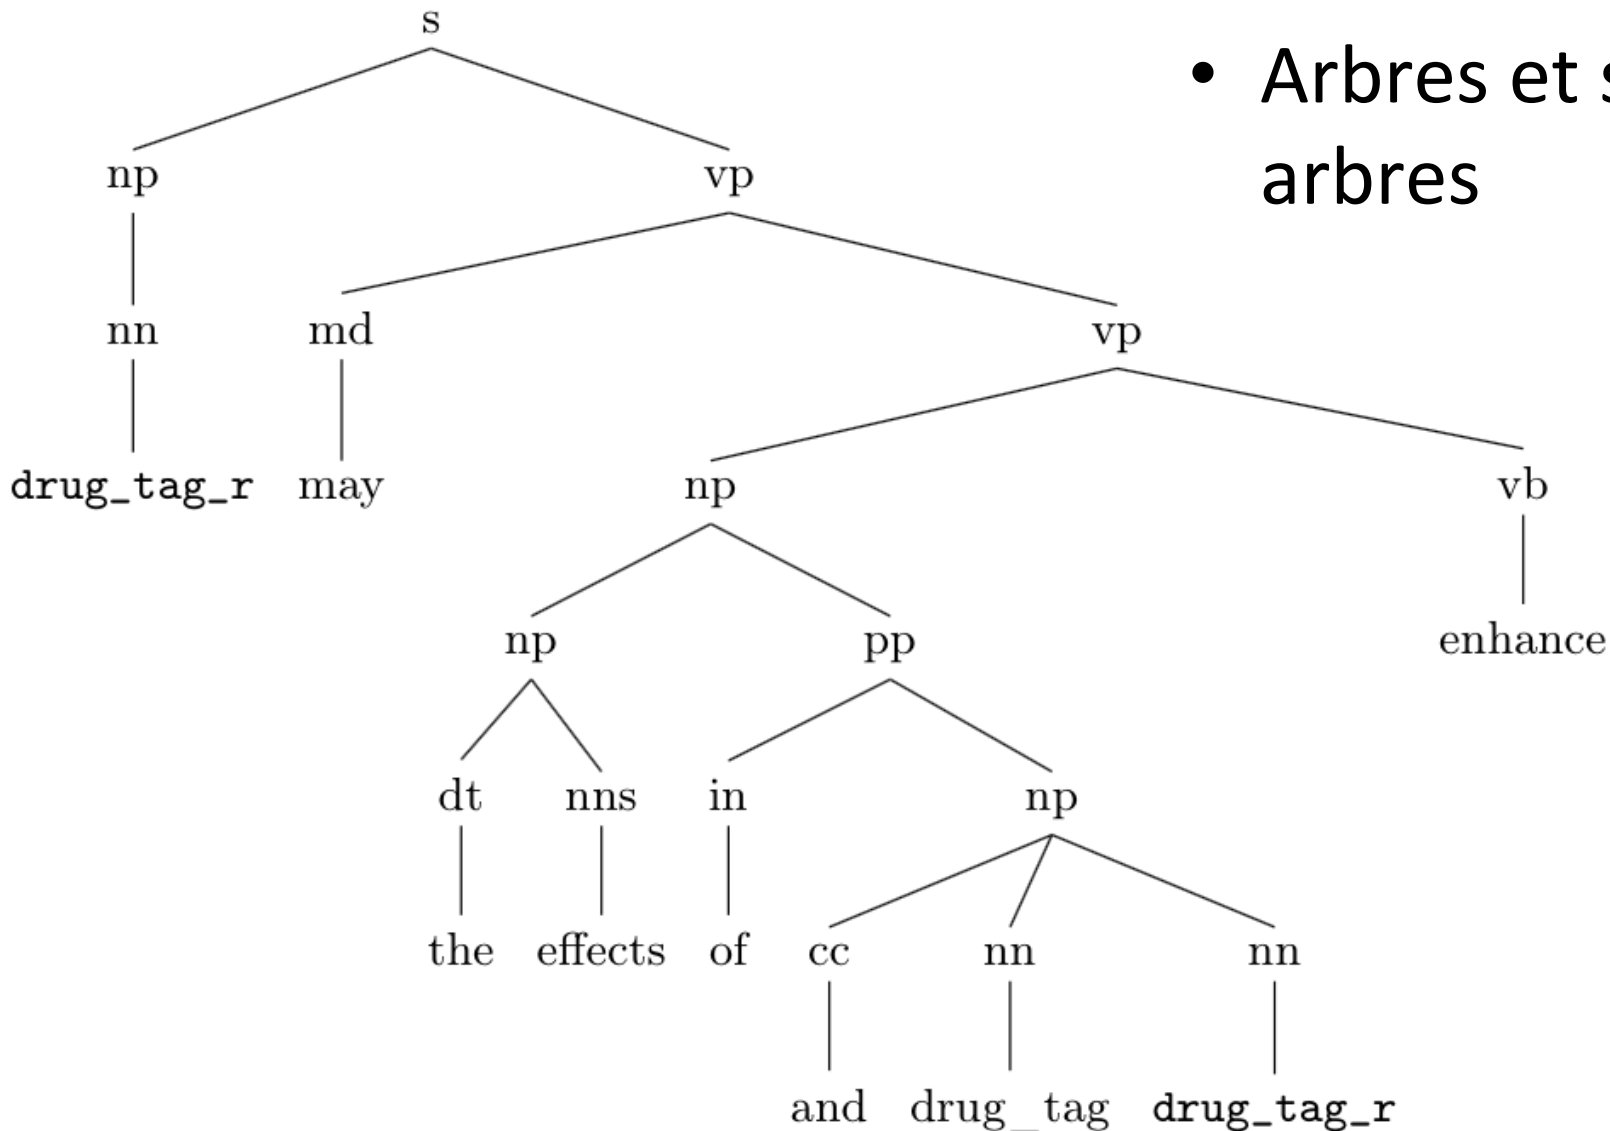 s
• Arbres et
arbres
np vp
nn md vp
drug_tag_r may np vb
np pp enhance
dt nns in np
the effects of cc nn nn
and drug_tag drug_tag_r